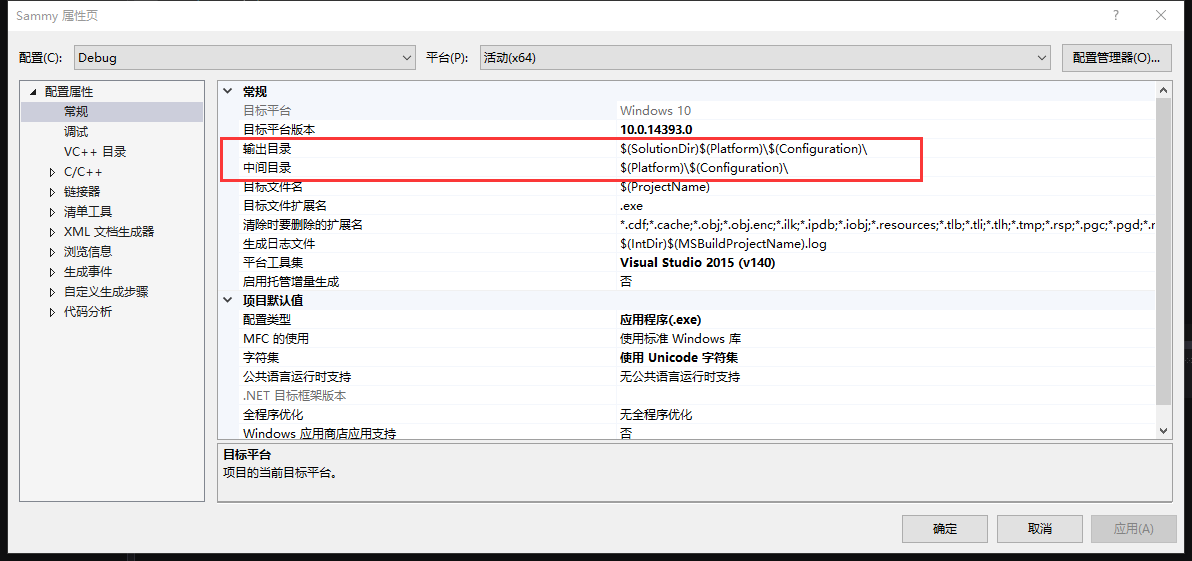 Sammy 属性页
配置(C): Debug 平台(P): 活动(x64) 配置管理器(O)...
配置属性
常规
调试
VC++ 目录
C/C++
链接器
清单工具
XML 文档生成器
浏览信息
生成事件
自定义生成步骤
代码分析
常规
目标平台 Windows 10
目标平台版本 10.0.14393.0
输出目录 $(SolutionDir)$(Platform)\$(Configuration)\
中间目录 $(Platform)\$(Configuration)\
目标文件名 $(ProjectName)
目标文件扩展名 .exe
清除时要删除的扩展名 *.cdf;*.cache;*.obj;*.obj.enc;*.ilk;*.ipdb;*.iobj;*.resources;*.tlb;*.tli;*.tlh;*.tmp;*.rsp;*.pgc;*.pgd;*.r
生成日志文件 $(IntDir)$(MSBuildProjectName).log
平台工具集 Visual Studio 2015 (v140)
启用托管增量生成 否
项目默认值
配置类型 应用程序(.exe)
MFC 的使用 使用标准 Windows 库
字符集 使用 Unicode 字符集
公共语言运行时支持 无公共语言运行时支持
.NET 目标框架版本
全程序优化 无全程序优化
Windows 应用商店应用支持 否
目标平台
项目的当前目标平台。
确定 取消 应用(A)